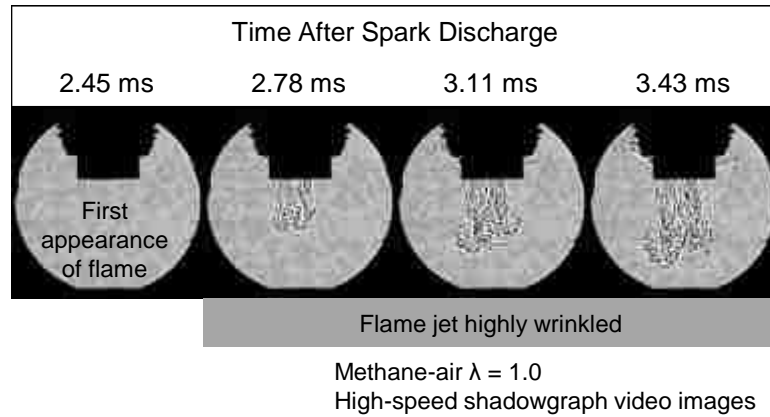 Time After Spark Discharge
2.45 ms 2.78 ms 3.11 ms 3.43 ms
First
appearance
of flame
Flame jet highly wrinkled
Methane-air λ = 1.0
High-speed shadowgraph video images